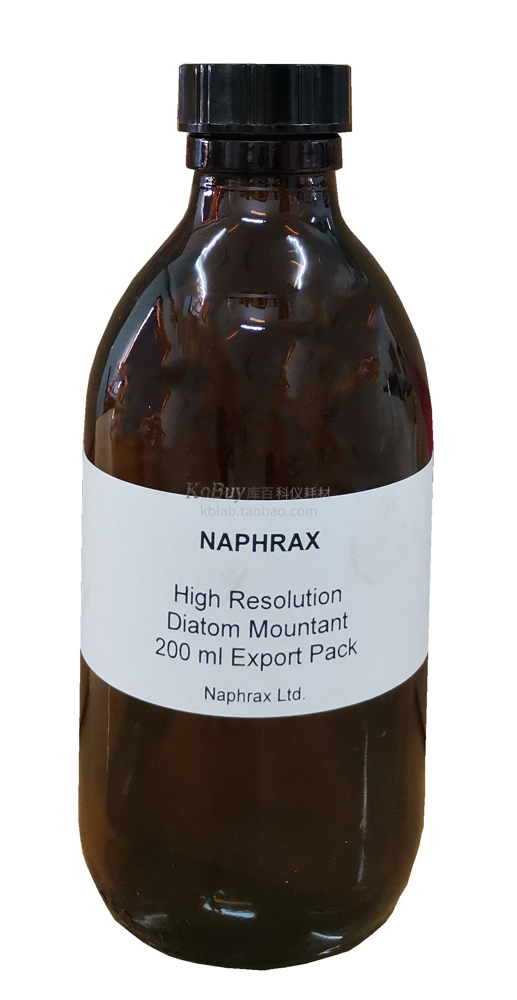 KoBuy库百科仪耗材
kblab.taobao.com
NAPHRAX
High Resolution
Diatom Mountant
200 ml Export Pack
Naphrax Ltd.